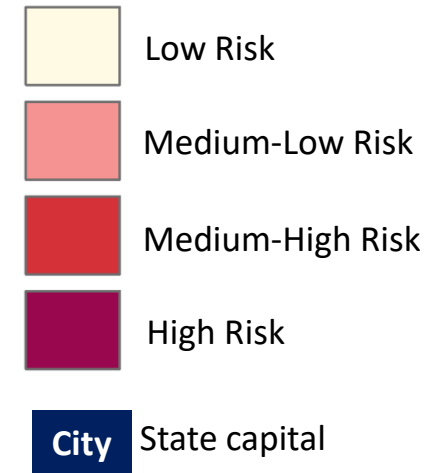 Low Risk
Medium-Low Risk
Medium-High Risk
High Risk
City State capital